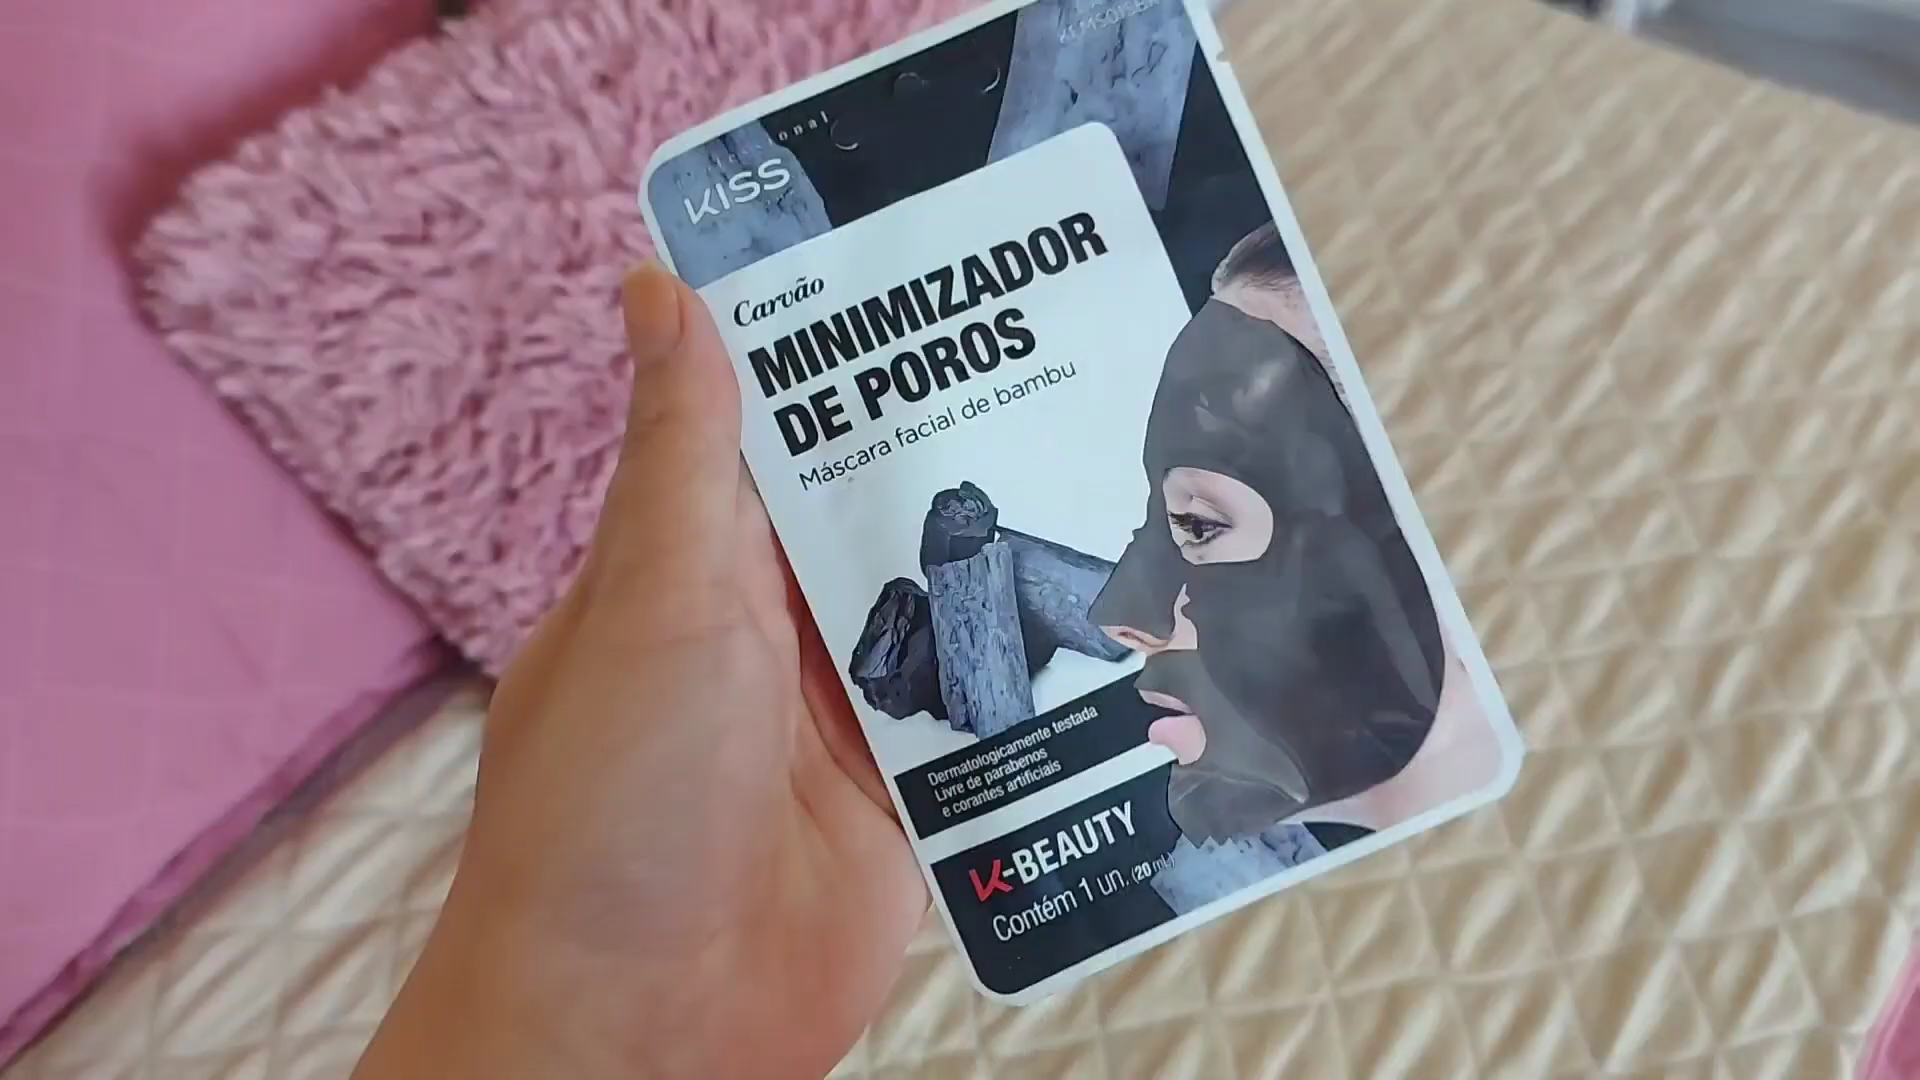 KISS
Carvão
MINIMIZADOR
DE POROS
Máscara facial de bambu
Dermatologicamente testada
Livre de parabenos
e corantes artificiais
K-BEAUTY
Contém 1 un. (20 mL)